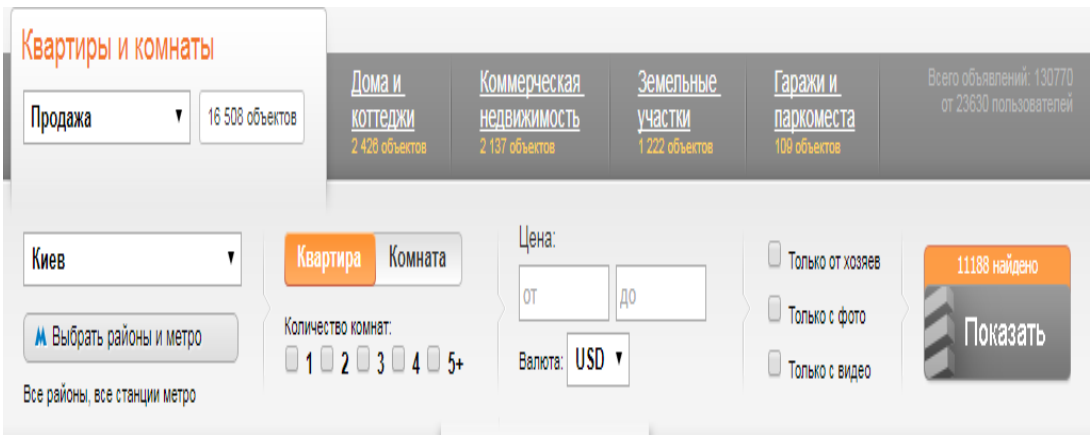 Квартиры и комнаты
Продажа
16 508 объектов
Дома и
коттеджи
2 426 объектов
Коммерческая
недвижимость
2 137 объектов
Земельные
участки
1 222 объектов
Гаражи и
паркоместа
109 объектов
Всего объявлений: 130770
от 23630 пользователей
Киев
Выбрать районы и метро
Все районы, все станции метро
Квартира
Комната
Количество комнат:
1 2 3 4 5+
Цена:
от
до
Валюта: USD
Только от хозяев
Только с фото
Только с видео
11188 найдено
Показать